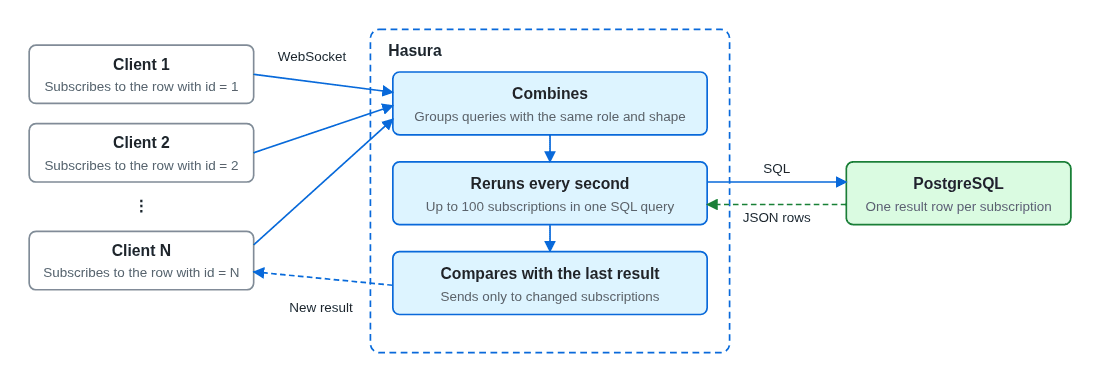 Client 1
Subscribes to the row with id = 1
Client 2
Subscribes to the row with id = 2
⋮
Client N
Subscribes to the row with id = N
WebSocket
New result
Hasura
Combines
Groups queries with the same role and shape
Reruns every second
Up to 100 subscriptions in one SQL query
Compares with the last result
Sends only to changed subscriptions
SQL
JSON rows
PostgreSQL
One result row per subscription